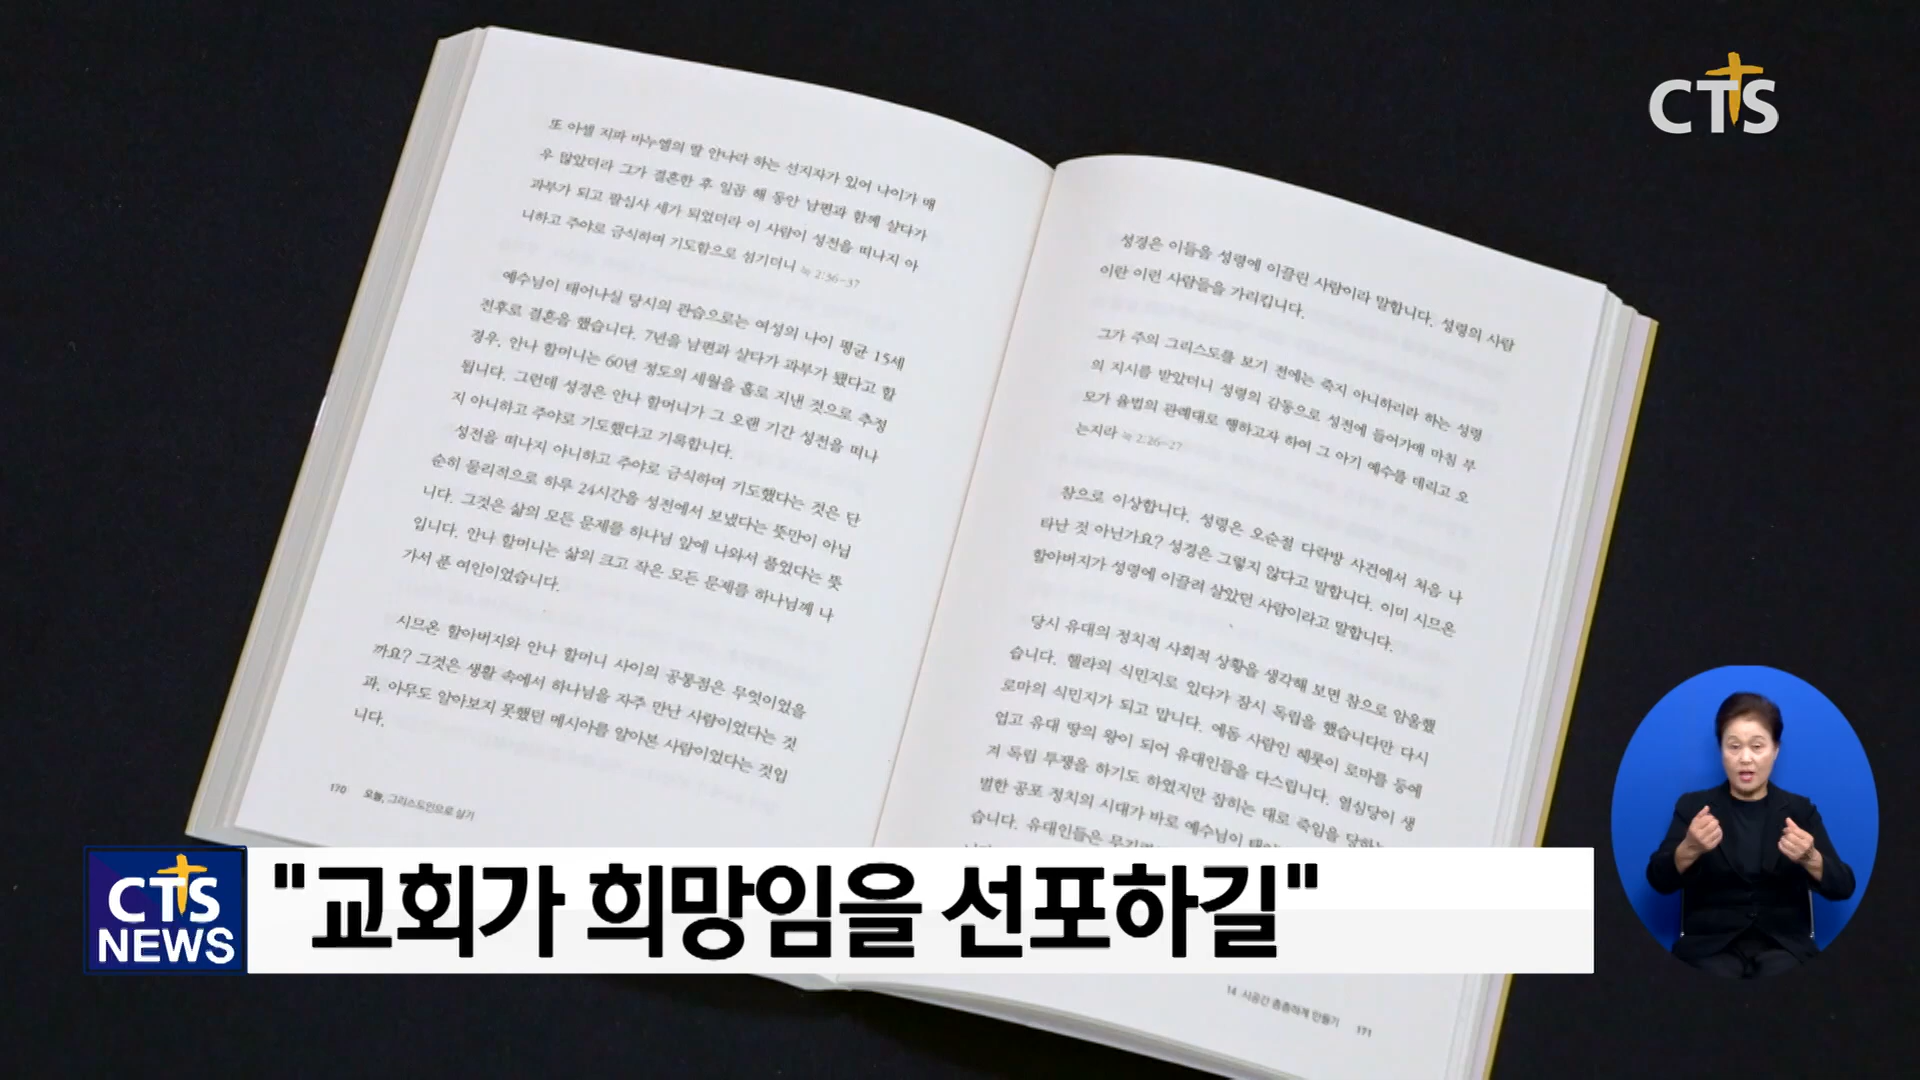 CTS
또 아셀 지파 바누엘의 딸 안나라 하는 선지자가 있어 나이가 매
우 많았더라 그가 결혼한 후 일곱 해 동안 남편과 함께 살다가
과부가 되고 팔십사 세가 되었더라 이 사람이 성전을 떠나지 아
니하고 주야로 금식하며 기도함으로 섬기더니 눅 2:36-37
예수님이 태어나실 당시의 관습으로는 여성의 나이 평균 15세
전후로 결혼을 했습니다. 7년을 남편과 살다가 과부가 됐다고 할
경우, 안나 할머니는 60년 정도의 세월을 홀로 지낸 것으로 추정
됩니다. 그런데 성경은 안나 할머니가 그 오랜 기간 성전을 떠나
지 아니하고 주야로 기도했다고 기록합니다.
성전을 떠나지 아니하고 주야로 금식하며 기도했다는 것은 단
순히 물리적으로 하루 24시간을 성전에서 보냈다는 뜻만이 아닙
니다. 그것은 삶의 모든 문제를 하나님 앞에 나와서 풀었다는 뜻
입니다. 안나 할머니는 삶의 크고 작은 모든 문제를 하나님께 나
가서 푼 여인이었습니다.
시므온 할아버지와 안나 할머니 사이의 공통점은 무엇이었을
까요? 그것은 생활 속에서 하나님을 자주 만난 사람이었다는 것
과, 아무도 알아보지 못했던 메시아를 알아본 사람이었다는 것입
니다.
170 오늘, 그리스도인으로 살기
성경은 이들을 성령에 이끌린 사람이라 말합니다. 성령의 사람
이란 이런 사람들을 가리킵니다.
그가 주의 그리스도를 보기 전에는 죽지 아니하리라 하는 성령
의 지시를 받았더니 성령의 감동으로 성전에 들어가매 마침 부
모가 율법의 관례대로 행하고자 하여 그 아기 예수를 데리고 오
는지라 눅 2:26-27
참으로 이상합니다. 성령은 오순절 다락방 사건에서 처음 나
타난 것 아닌가요? 성경은 그렇지 않다고 말합니다. 이미 시므온
할아버지가 성령에 이끌려 살았던 사람이라고 말합니다.
당시 유대의 정치적 사회적 상황을 생각해 보면 참으로 암울했
습니다. 헬라의 식민지로 있다가 잠시 독립을 했습니다만 다시
로마의 식민지가 되고 맙니다. 에돔 사람인 헤롯이 로마를 등에
업고 유대 땅의 왕이 되어 유대인들을 다스립니다. 열심당이 생
겨 독립 투쟁을 하기도 하였지만 잡히는 대로 죽임을 당하는
벌한 공포 정치의 시대가 바로 예수님이
습니다. 유대인들은
14 시공간 촘촘하게 만들기 171
CTS
NEWS
"교회가 희망임을 선포하길"